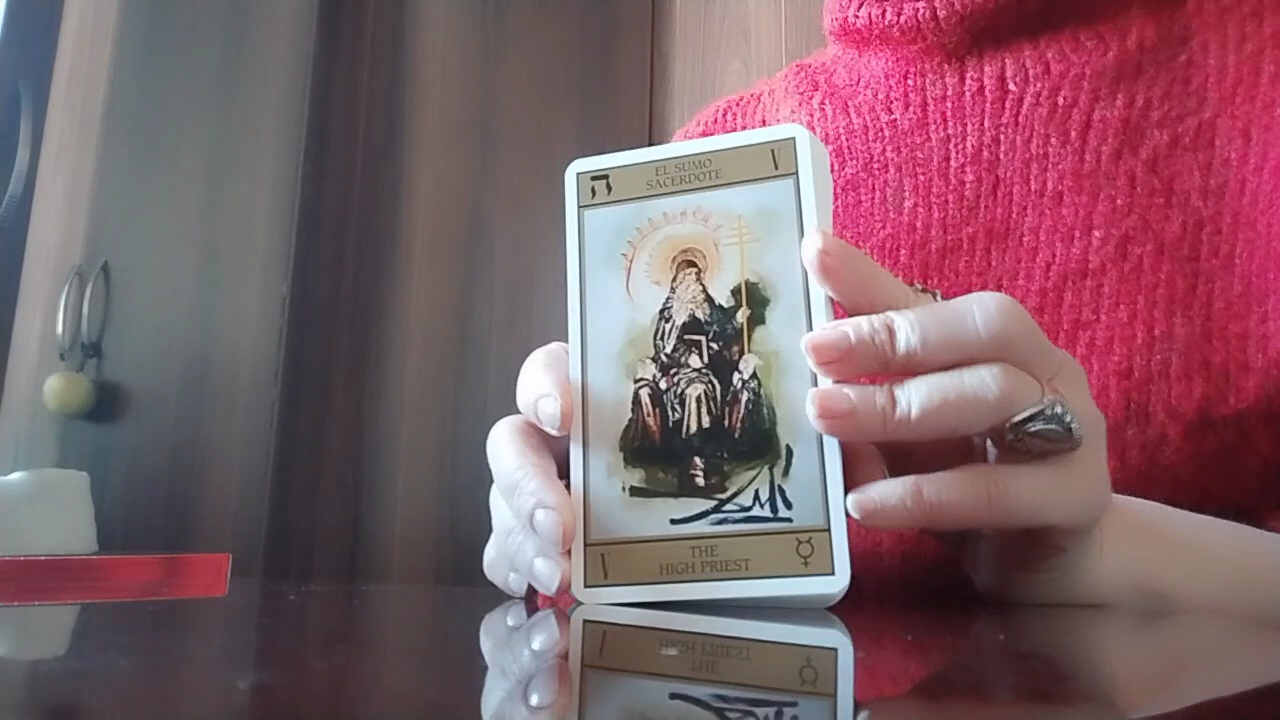 ה EL SUMO V
SACERDOTE
Dalí
V THE ☿
HIGH PRIEST